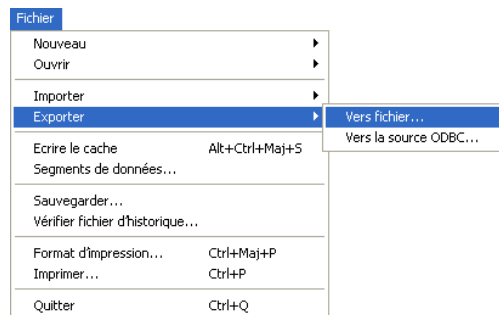 Fichier
Nouveau
Ouvrir
Importer
Exporter
Vers fichier...
Vers la source ODBC...
Ecrire le cache Alt+Ctrl+Maj+S
Segments de données...
Sauvegarder...
Vérifier fichier d'historique...
Format d'impression... Ctrl+Maj+P
Imprimer... Ctrl+P
Quitter Ctrl+Q